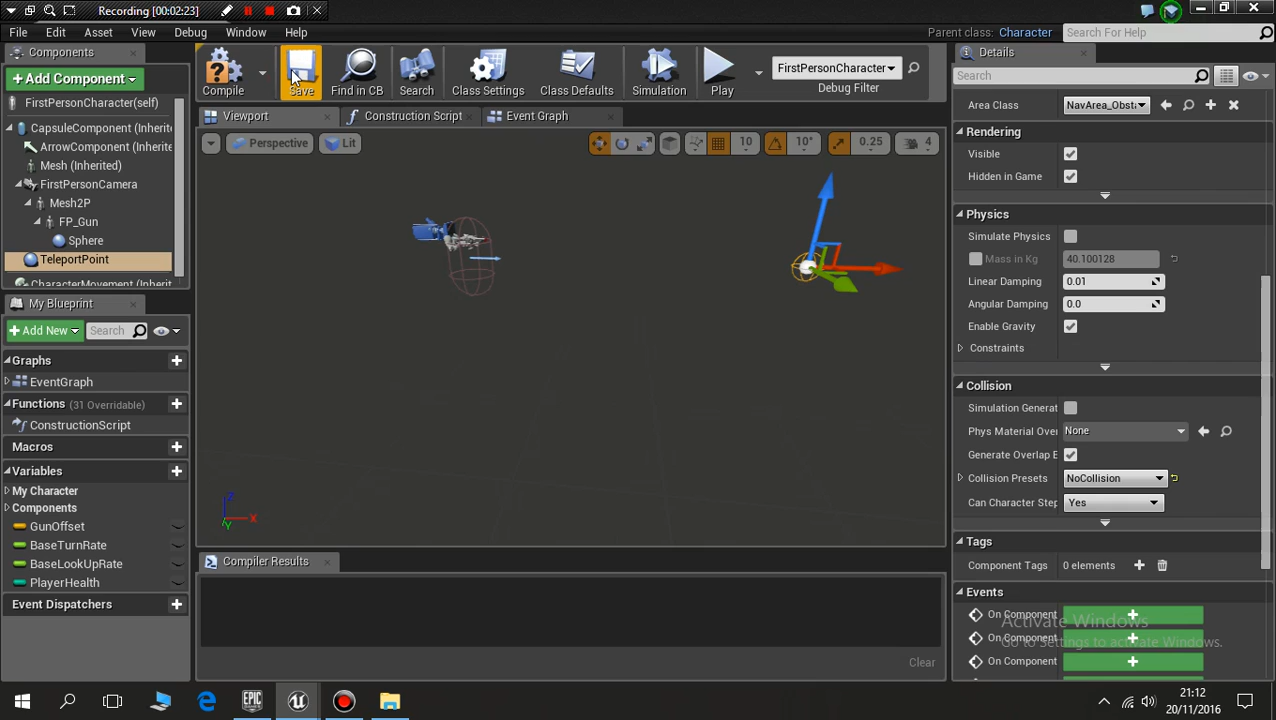 Recording [00:02:23]
File Edit Asset View Debug Window Help
Parent class: Character
Search For Help
Components
Add Component
FirstPersonCharacter(self)
CapsuleComponent (Inherit
ArrowComponent (Inherite
Mesh (Inherited)
FirstPersonCamera
Mesh2P
FP_Gun
Sphere
TeleportPoint
CharacterMovement (Inheri
My Blueprint
Add New
Search
Graphs
EventGraph
Functions (31 Overridable)
ConstructionScript
Macros
Variables
My Character
Components
GunOffset
BaseTurnRate
BaseLookUpRate
PlayerHealth
Event Dispatchers
Compile Save Find in CB Search Class Settings Class Defaults Simulation Play
FirstPersonCharacter
Debug Filter
Viewport Construction Script Event Graph
Perspective Lit
10 10° 0.25 4
Z
X
Y
Compiler Results
Clear
Details
Search
Area Class NavArea_Obsta
Rendering
Visible
Hidden in Game
Physics
Simulate Physics
Mass in Kg 40.100128
Linear Damping 0.01
Angular Damping 0.0
Enable Gravity
Constraints
Collision
Simulation Generat
Phys Material Over None
Generate Overlap E
Collision Presets NoCollision
Can Character Step Yes
Tags
Component Tags 0 elements
Events
On Component
On Component
On Component
Activate Windows
Go to Settings to activate Windows.
EPIC
21:12
20/11/2016